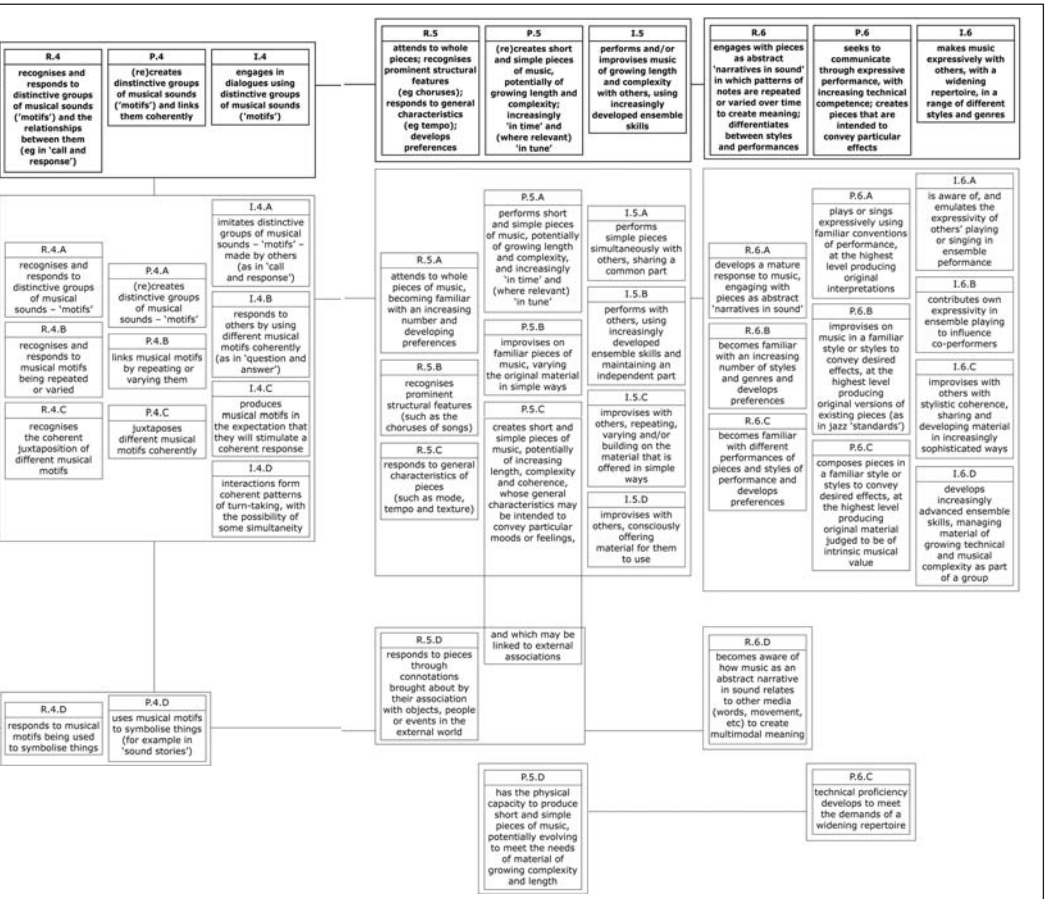 R.4
recognises and
responds to
distinctive groups
of musical sounds
(‘motifs’) and the
relationships
between them
(eg in ‘call and
response’)
P.4
(re)creates
dinstinctive groups
of musical sounds
(‘motifs’) and links
them coherently
I.4
engages in
dialogues using
distinctive groups
of musical sounds
(‘motifs’)
R.5
attends to whole
pieces; recognises
prominent structural
features
(eg choruses);
responds to general
characteristics
(eg tempo);
develops
preferences
P.5
(re)creates short
and simple pieces
of music,
potentially of
growing length
and complexity;
increasingly
‘in time’ and
(where relevant)
‘in tune’
I.5
performs and/or
improvises music
of growing length
and complexity
with others, using
increasingly
developed ensemble
skills
R.6
engages with pieces
as abstract
‘narratives in sound’
in which patterns of
notes are repeated
or varied over time
to create meaning;
differentiates
between styles
and performances
P.6
seeks to
communicate
through expressive
performance, with
increasing technical
competence; creates
pieces that are
intended to
convey particular
effects
I.6
makes music
expressively with
others, with a
widening
repertoire, in
a range of different
styles and genres
R.4.A
recognises and
responds to
distinctive groups
of musical
sounds – ‘motifs’
R.4.B
recognises and
responds to
musical motifs
being repeated
or varied
R.4.C
recognises
the coherent
juxtaposition of
different musical
motifs
P.4.A
(re)creates
distinctive groups
of musical
sounds – ‘motifs’
P.4.B
links musical motifs
by repeating or
varying them
P.4.C
juxtaposes
different musical
motifs coherently
I.4.A
imitates distinctive
groups of musical
sounds – ‘motifs’ –
made by others
(as in ‘call
and response’)
I.4.B
responds to
others by using
different musical
motifs coherently
(as in ‘question and
answer’)
I.4.C
produces
musical motifs in
the expectation that
they will stimulate a
coherent response
I.4.D
interactions form
coherent patterns
of turn-taking, with
the possibility of
some simultaneity
R.5.A
attends to whole
pieces of music,
becoming familiar
with an increasing
number and
developing
preferences
R.5.B
recognises
prominent
structural features
(such as the
choruses of songs)
R.5.C
responds to general
characteristics of
pieces
(such as mode,
tempo and texture)
P.5.A
performs short
and simple pieces
of music, potentially
of growing length
and complexity,
and increasingly
‘in time’ and
(where relevant)
‘in tune’
P.5.B
improvises on
familiar pieces of
music, varying
the original material
in simple ways
P.5.C
creates short and
simple pieces of
music, potentially
of increasing
length, complexity
and coherence,
whose general
characteristics may
be intended to
convey particular
moods or feelings,
I.5.A
performs
simple pieces
simultaneously with
others, sharing a
common part
I.5.B
performs with
others, using
increasingly
developed
ensemble skills and
maintaining an
independent part
I.5.C
improvises with
others, repeating,
varying and/or
building on the
material that is
offered in simple
ways
I.5.D
improvises with
others, consciously
offering
material for them
to use
R.6.A
develops a mature
response to music,
engaging with
pieces as abstract
‘narratives in sound’
R.6.B
becomes familiar
with an increasing
number of styles
and genres and
develops
preferences
R.6.C
becomes familiar
with different
performances of
pieces and styles of
performance and
develops
preferences
P.6.A
plays or sings
expressively using
familiar conventions
of performance,
at the highest
level producing
original
interpretations
P.6.B
improvises on
music in a familiar
style or styles to
convey desired
effects, at
the highest level
producing
original versions of
existing pieces (as
in jazz ‘standards’)
P.6.C
composes pieces in
a familiar style or
styles to convey
desired effects, at
the highest level
producing
original material
judged to be of
intrinsic musical
value
I.6.A
is aware of, and
emulates the
expressivity of
others’ playing
or singing in
ensemble
peformance
I.6.B
contributes own
expressivity in
ensemble playing
to influence
co-performers
I.6.C
improvises with
others with
stylistic coherence,
sharing and
developing material
in increasingly
sophisticated ways
I.6.D
develops
increasingly
advanced ensemble
skills, managing
material of
growing technical
and musical
complexity as part
of a group
R.4.D
responds to musical
motifs being used
to symbolise things
P.4.D
uses musical motifs
to symbolise things
(for example in
‘sound stories’)
R.5.D
responds to pieces
through
connotations
brought about by
their association
with objects, people
or events in the
external world
and which may be
linked to external
associations
R.6.D
becomes aware of
how music as an
abstract narrative
in sound relates
to other media
(words, movement,
etc) to create
multimodal meaning
P.5.D
has the physical
capacity to produce
short and simple
pieces of music,
potentially evolving
to meet the needs
of material of
growing complexity
and length
P.6.C
technical proficiency
develops to meet
the demands of a
widening repertoire